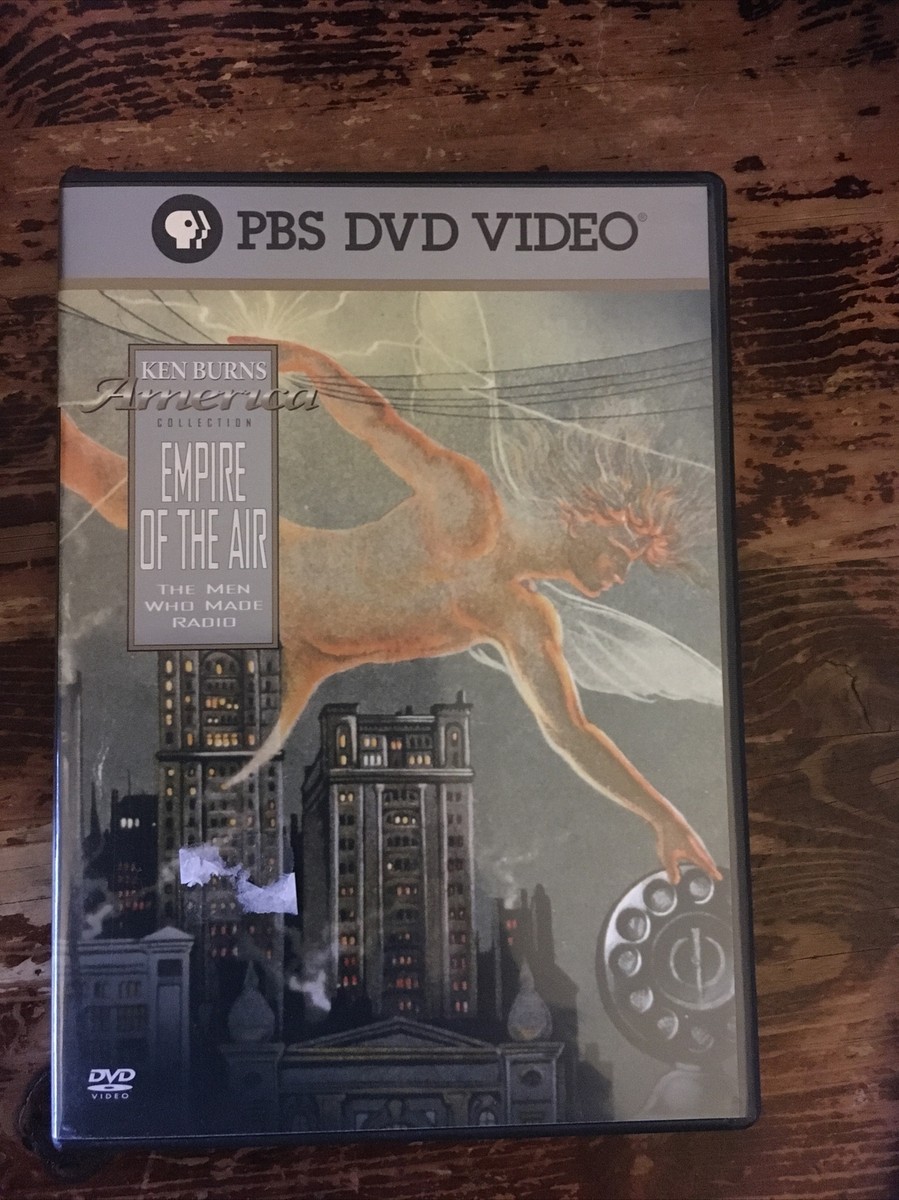 PBS DVD VIDEO®
KEN BURNS
America
COLLECTION
EMPIRE
OF THE AIR
THE MEN
WHO MADE
RADIO
DVD
VIDEO